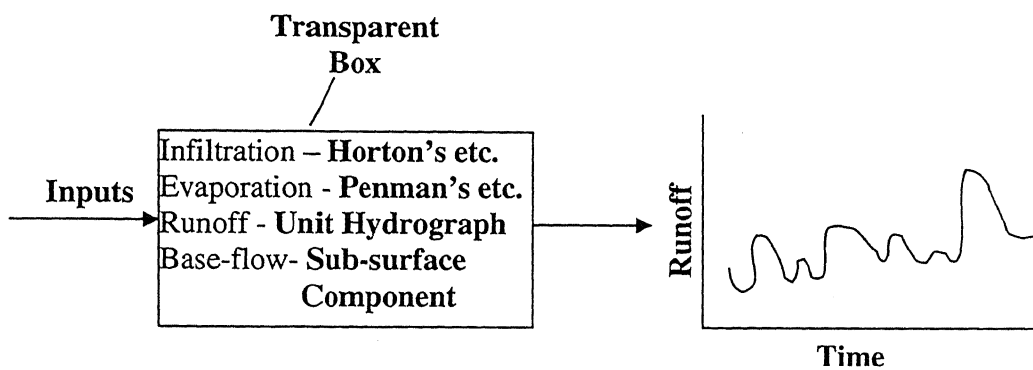 Transparent
Box
Inputs
Infiltration – Horton's etc.
Evaporation - Penman's etc.
Runoff - Unit Hydrograph
Base-flow- Sub-surface
Component
Runoff
Time